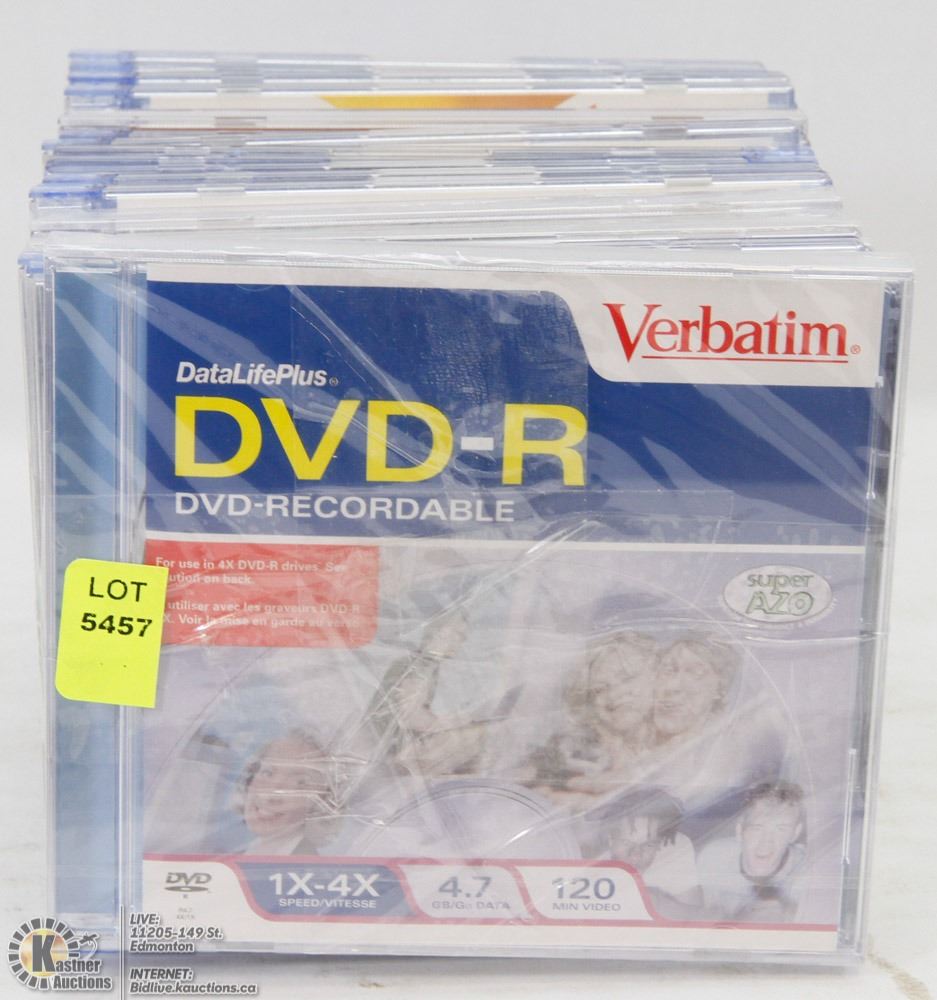 Verbatim®
DataLifePlus®
DVD-R
DVD-RECORDABLE
For use in 4X DVD-R drives. See
on back.
utiliser avec les graveurs DVD-R
X. Voir la mise en garde au verso
super
AZO
LOT
5457
DVD
R
1X-4X
SPEED/VITESSE
4.7
GB/Go DATA
120
MIN VIDEO
Kastner
Auctions
LIVE:
11205-149 St.
Edmonton
INTERNET:
Bidlive.kauctions.ca